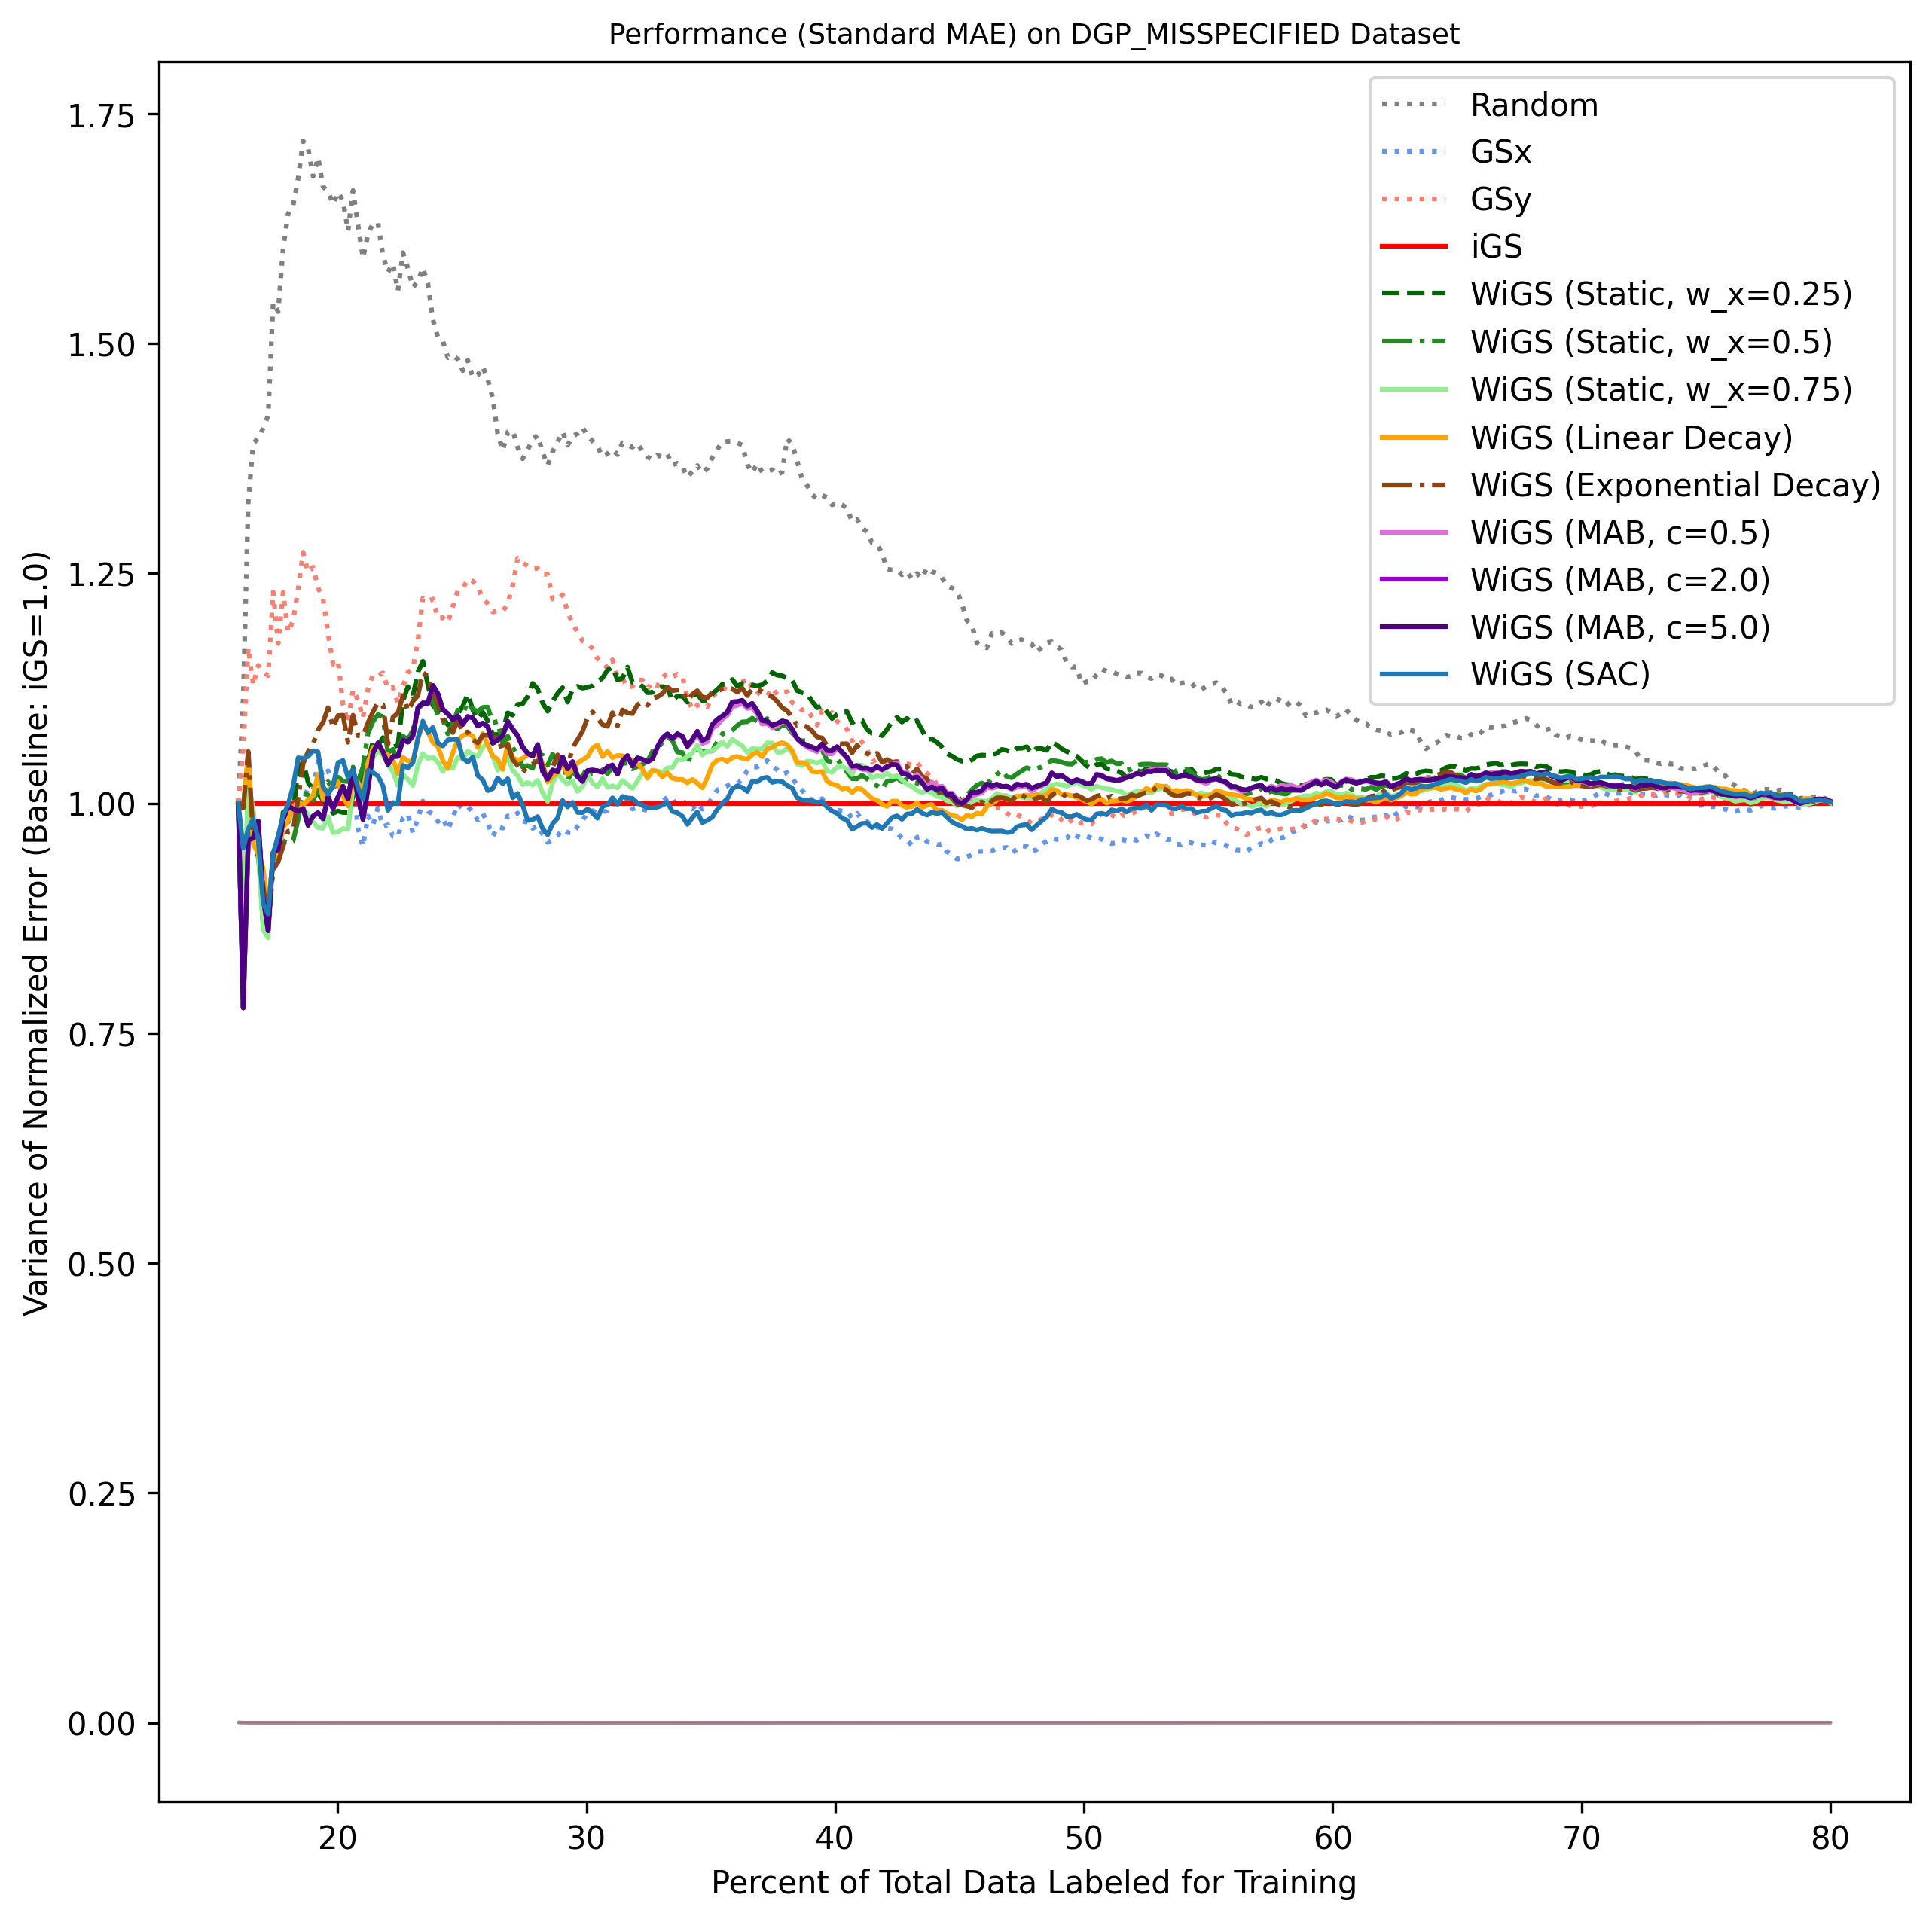 Performance (Standard MAE) on DGP_MISSPECIFIED Dataset
Variance of Normalized Error (Baseline: iGS=1.0)
1.75
1.50
1.25
1.00
0.75
0.50
0.25
0.00
Random
GSx
GSy
iGS
WiGS (Static, w_x=0.25)
WiGS (Static, w_x=0.5)
WiGS (Static, w_x=0.75)
WiGS (Linear Decay)
WiGS (Exponential Decay)
WiGS (MAB, c=0.5)
WiGS (MAB, c=2.0)
WiGS (MAB, c=5.0)
WiGS (SAC)
20 30 40 50 60 70 80
Percent of Total Data Labeled for Training